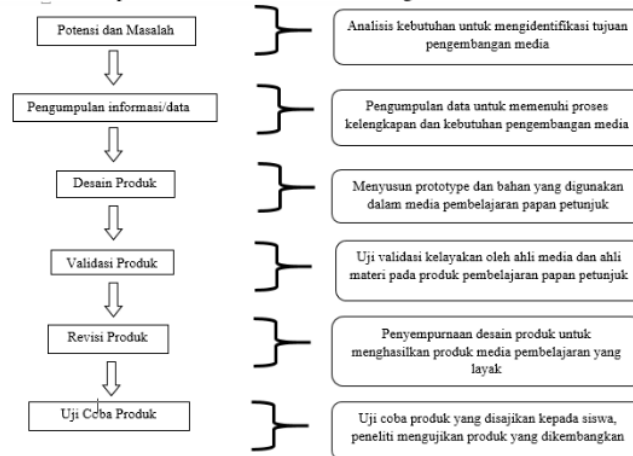 Potensi dan Masalah
Analisis kebutuhan untuk mengidentifikasi tujuan
pengembangan media
Pengumpulan informasi/data
Pengumpulan data untuk memenuhi proses
kelengkapan dan kebutuhan pengembangan media
Desain Produk
Menyusun prototype dan bahan yang digunakan
dalam media pembelajaran papan petunjuk
Validasi Produk
Uji validasi kelayakan oleh ahli media dan ahli
materi pada produk pembelajaran papan petunjuk
Revisi Produk
Penyempurnaan desain produk untuk
menghasilkan produk media pembelajaran yang
layak
Uji Coba Produk
Uji coba produk yang disajikan kepada siswa,
peneliti mengujikan produk yang dikembangkan